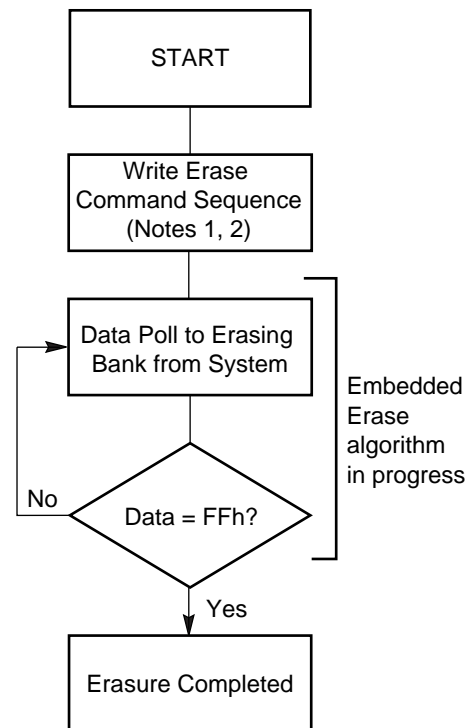 START
Write Erase
Command Sequence
(Notes 1, 2)
Data Poll to Erasing
Bank from System
Embedded
Erase
algorithm
in progress
No
Data = FFh?
Yes
Erasure Completed